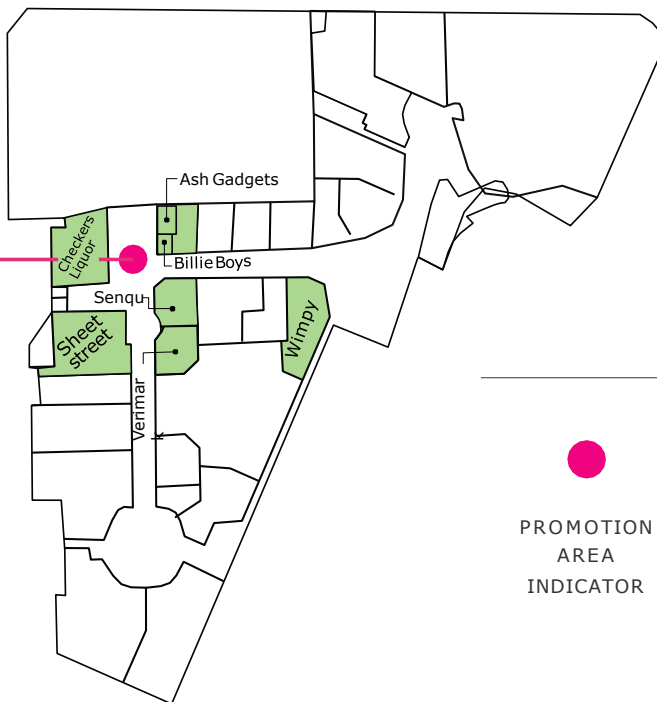 Ash Gadgets
Checkers
Liquor
Billie Boys
Senqu
Sheet
street
Wimpy
Verimar
PROMOTION
AREA
INDICATOR